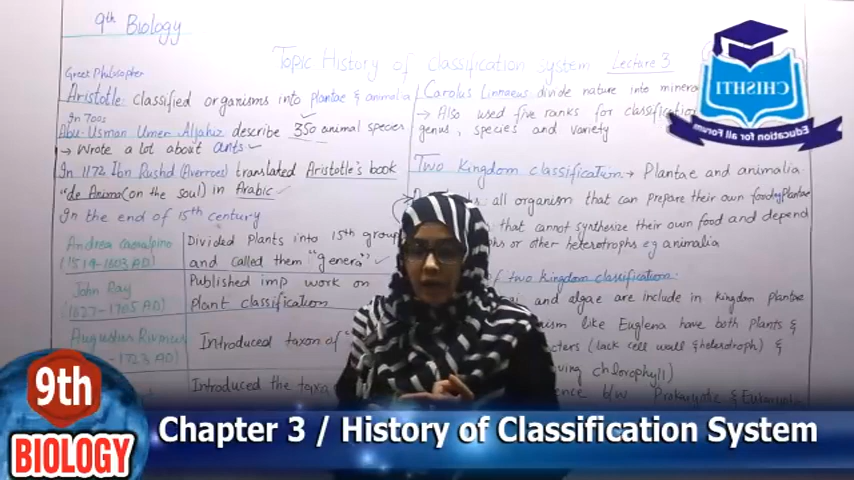 9th Biology
Topic History of classification system Lecture 3
Greek Philospher
Aristotle: classified organisms into plantae & animalia
In 700s
Abu-Usman Umer Aljahiz describe 350 animal species
→ Wrote a lot about ants
In 1172 Ibn Rushd (Averroes) translated Aristotle's book
"de Anima (on the soul) in Arabic
In the end of 15th century
Andrea Caesalpino
(1514-1603 AD)
Divided plants into 15th group
and called them "genera"
John Ray
(1627-1705 AD)
Published imp work on
plant classification
Augustus Rivinus
-1723 AD)
Introduced taxon of
Introduced the taxa
Carolus Linnaeus divide nature into mineral
→ Also used five ranks for classification
genus, species and variety
Two Kingdom classification → Plantae and animalia
all organism that can prepare their own food eg Plantae
that cannot synthesize their own food and depend
or other heterotrophs eg animalia
of two kingdom classification:
and algae are include in kingdom plantae
like Euglena have both plants &
(lack cell wall & heterotroph) &
having chlorophyll)
b/w Prokaryotic & Eukaryotic
CHISHTI
Education for all Forum
9th
BIOLOGY
Chapter 3 / History of Classification System